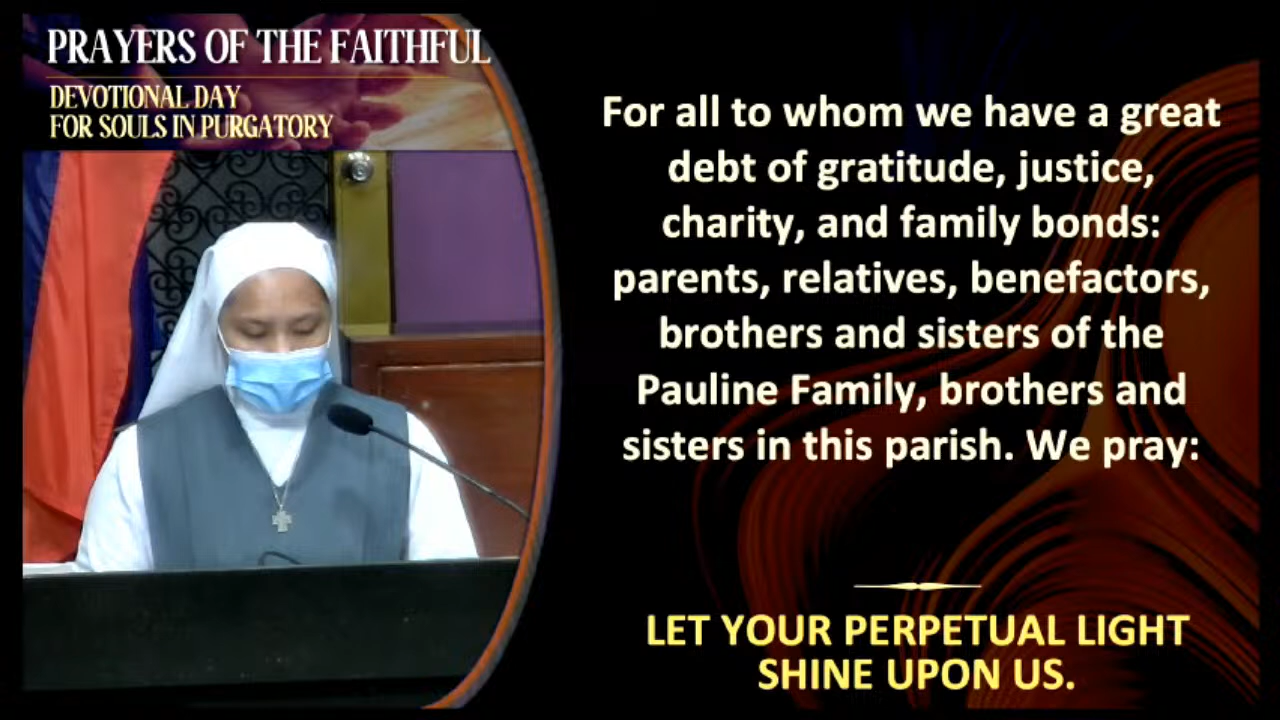 PRAYERS OF THE FAITHFUL
DEVOTIONAL DAY
FOR SOULS IN PURGATORY
For all to whom we have a great
debt of gratitude, justice,
charity, and family bonds:
parents, relatives, benefactors,
brothers and sisters of the
Pauline Family, brothers and
sisters in this parish. We pray:
LET YOUR PERPETUAL LIGHT
SHINE UPON US.